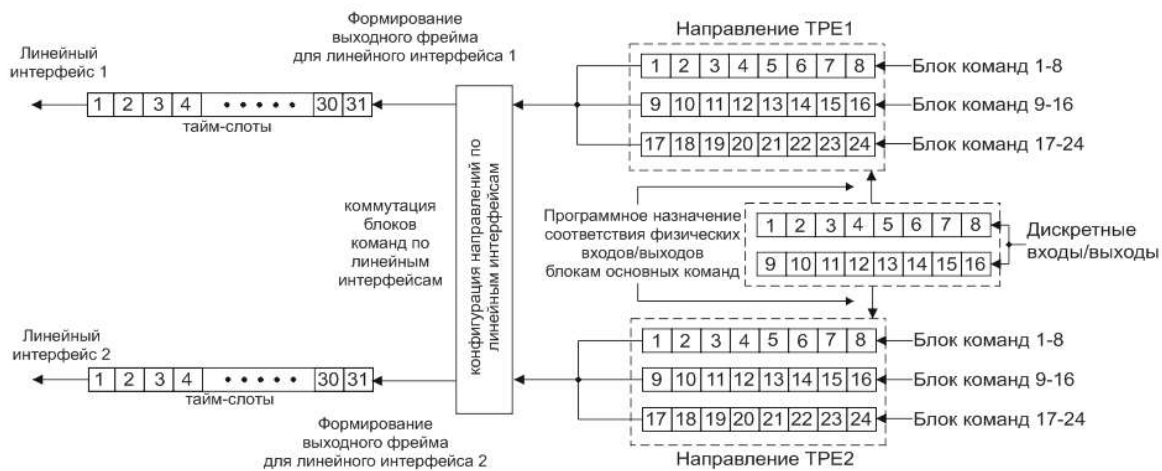 Формирование
выходного фрейма
для линейного интерфейса 1
Линейный
интерфейс 1
1 2 3 4 30 31
тайм-слоты
Направление TPE1
1 2 3 4 5 6 7 8
Блок команд 1-8
9 10 11 12 13 14 15 16
Блок команд 9-16
17 18 19 20 21 22 23 24
Блок команд 17-24
коммутация
блоков
команд по
линейным
интерфейсам
конфигурация направлений по
линейным интерфейсам
Программное назначение
соответствия физических
входов/выходов
блокам основных команд
1 2 3 4 5 6 7 8
9 10 11 12 13 14 15 16
Дискретные
входы/выходы
Линейный
интерфейс 2
1 2 3 4 30 31
тайм-слоты
Формирование
выходного фрейма
для линейного интерфейса 2
1 2 3 4 5 6 7 8
Блок команд 1-8
9 10 11 12 13 14 15 16
Блок команд 9-16
17 18 19 20 21 22 23 24
Блок команд 17-24
Направление TPE2